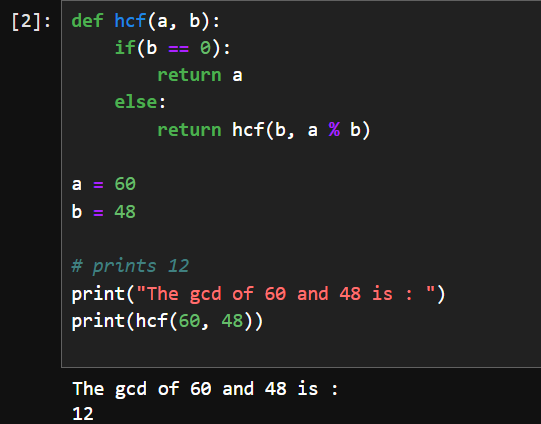 [2]: def hcf(a, b):
    if(b == 0):
        return a
    else:
        return hcf(b, a % b)
a = 60
b = 48
# prints 12
print("The gcd of 60 and 48 is : ")
print(hcf(60, 48))
The gcd of 60 and 48 is :
12